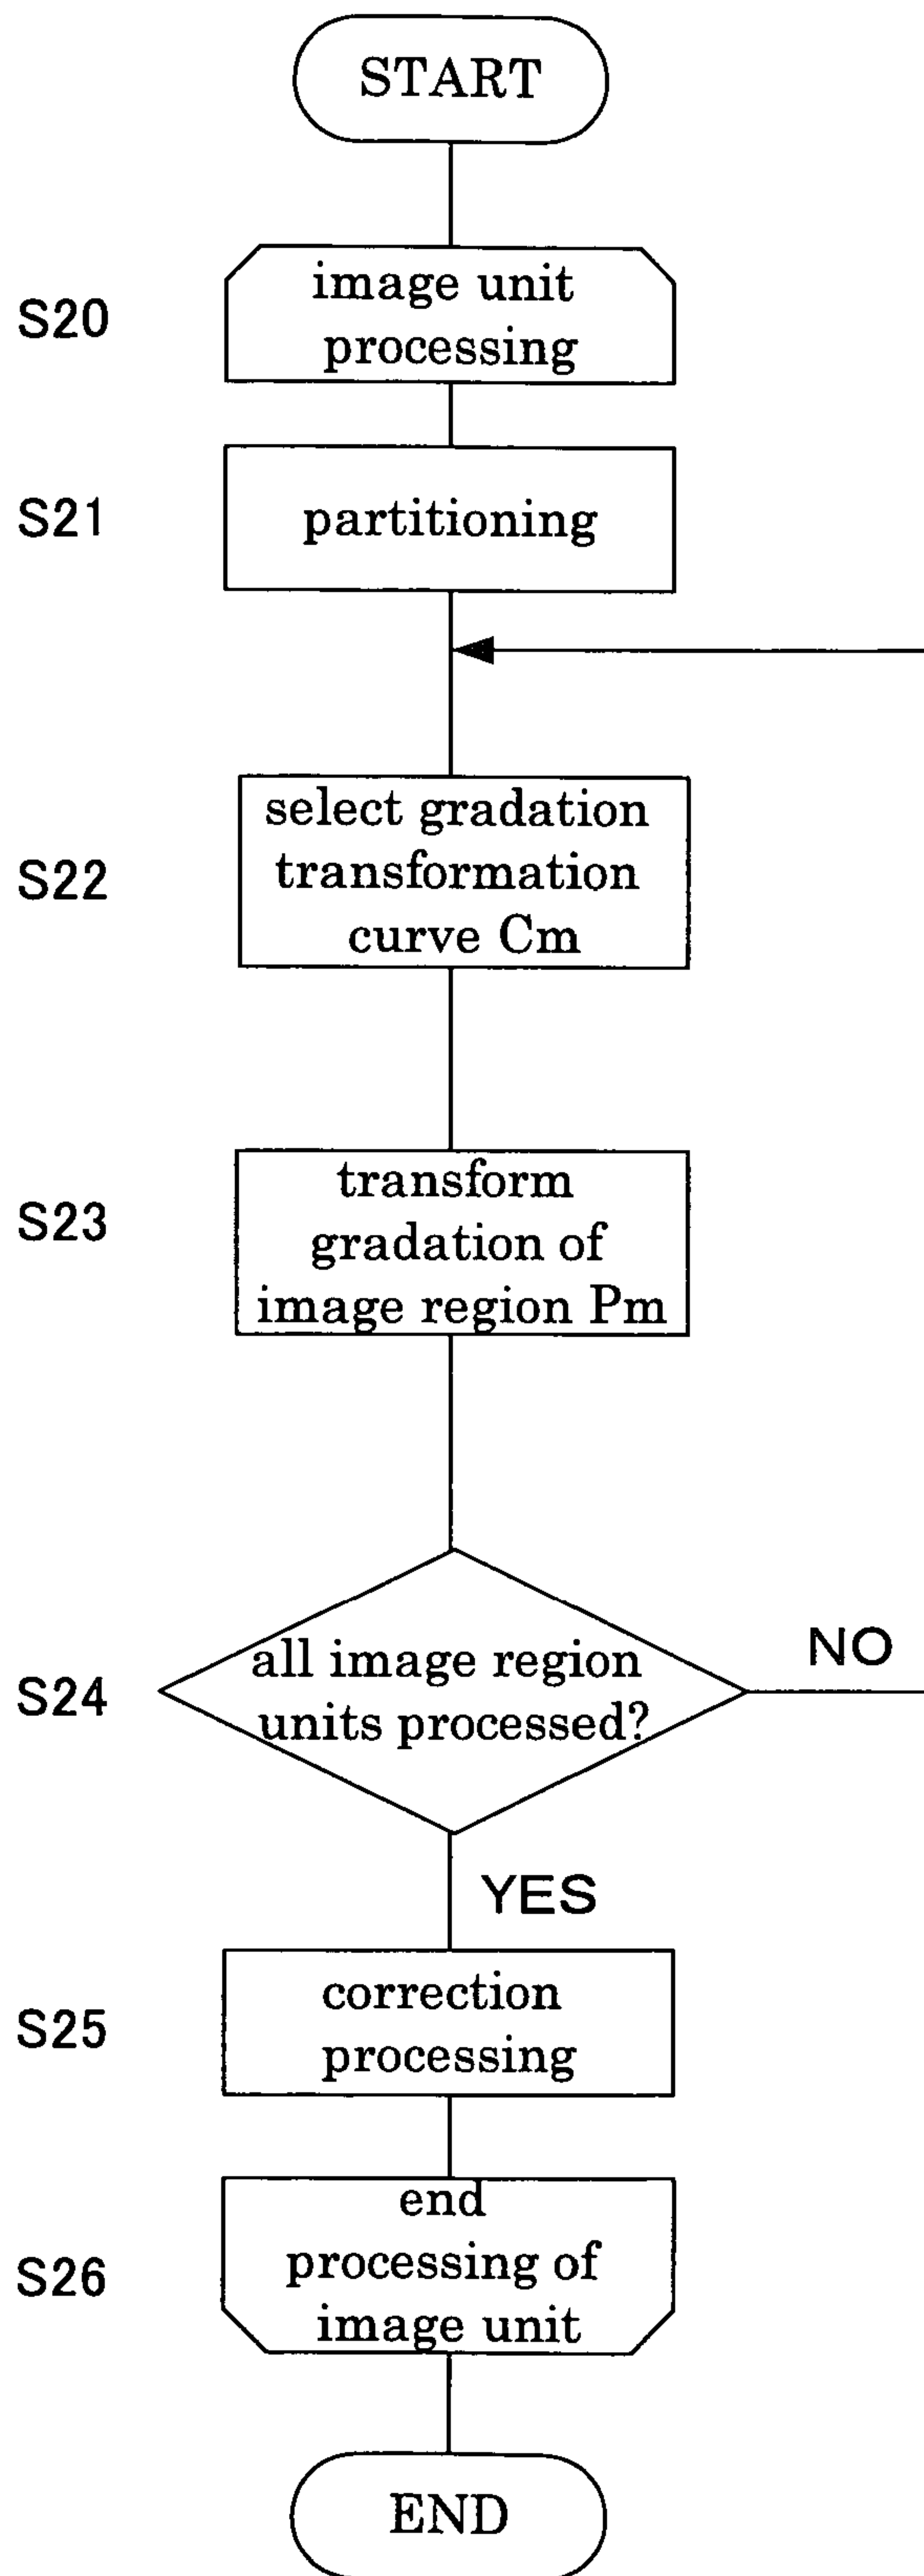 START
S20
image unit
processing
S21
partitioning
S22
select gradation
transformation
curve Cm
S23
transform
gradation of
image region Pm
S24
all image region
units processed?
NO
YES
S25
correction
processing
S26
end
processing of
image unit
END